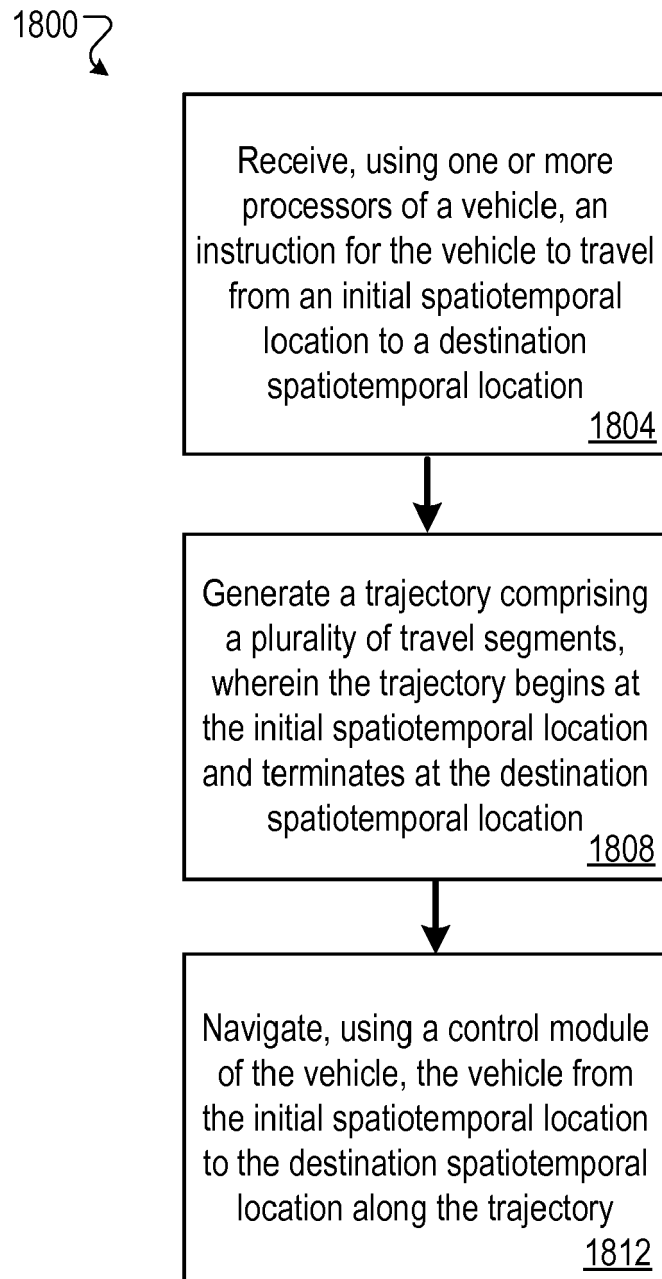 1800
Receive, using one or more
processors of a vehicle, an
instruction for the vehicle to travel
from an initial spatiotemporal
location to a destination
spatiotemporal location
1804
Generate a trajectory comprising
a plurality of travel segments,
wherein the trajectory begins at
the initial spatiotemporal location
and terminates at the destination
spatiotemporal location
1808
Navigate, using a control module
of the vehicle, the vehicle from
the initial spatiotemporal location
to the destination spatiotemporal
location along the trajectory
1812